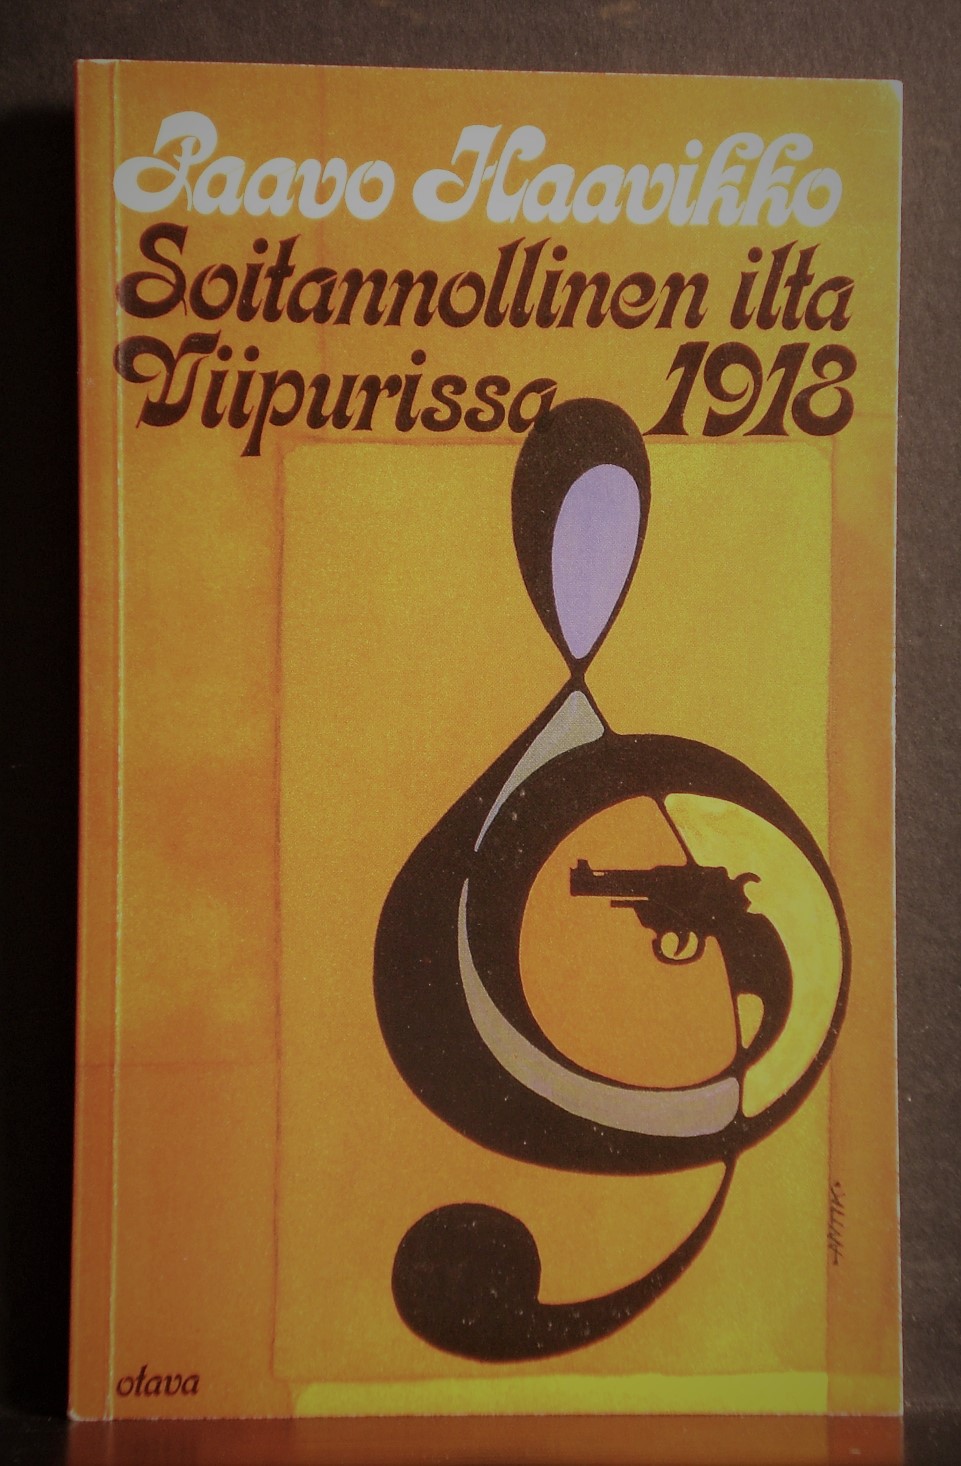 Paavo Haavikko
Soitannollinen ilta
Viipurissa 1918
otava